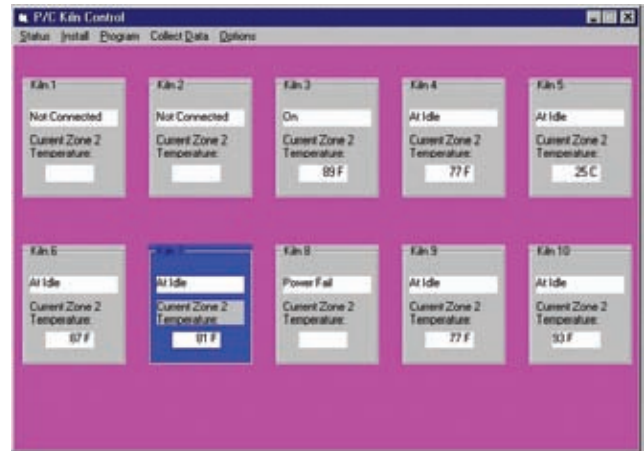 P/C Kiln Control
Status Install Program Collect Data Options
Kiln 1
Not Connected
Current Zone 2
Temperature:
Kiln 2
Not Connected
Current Zone 2
Temperature:
Kiln 3
On
Current Zone 2
Temperature:
89 F
Kiln 4
At Idle
Current Zone 2
Temperature:
77 F
Kiln 5
At Idle
Current Zone 2
Temperature:
25 C
Kiln 6
At Idle
Current Zone 2
Temperature:
87 F
At Idle
Current Zone 2
Temperature:
81 F
Kiln 8
Power Fail
Current Zone 2
Temperature:
Kiln 9
At Idle
Current Zone 2
Temperature:
77 F
Kiln 10
At Idle
Current Zone 2
Temperature:
93 F